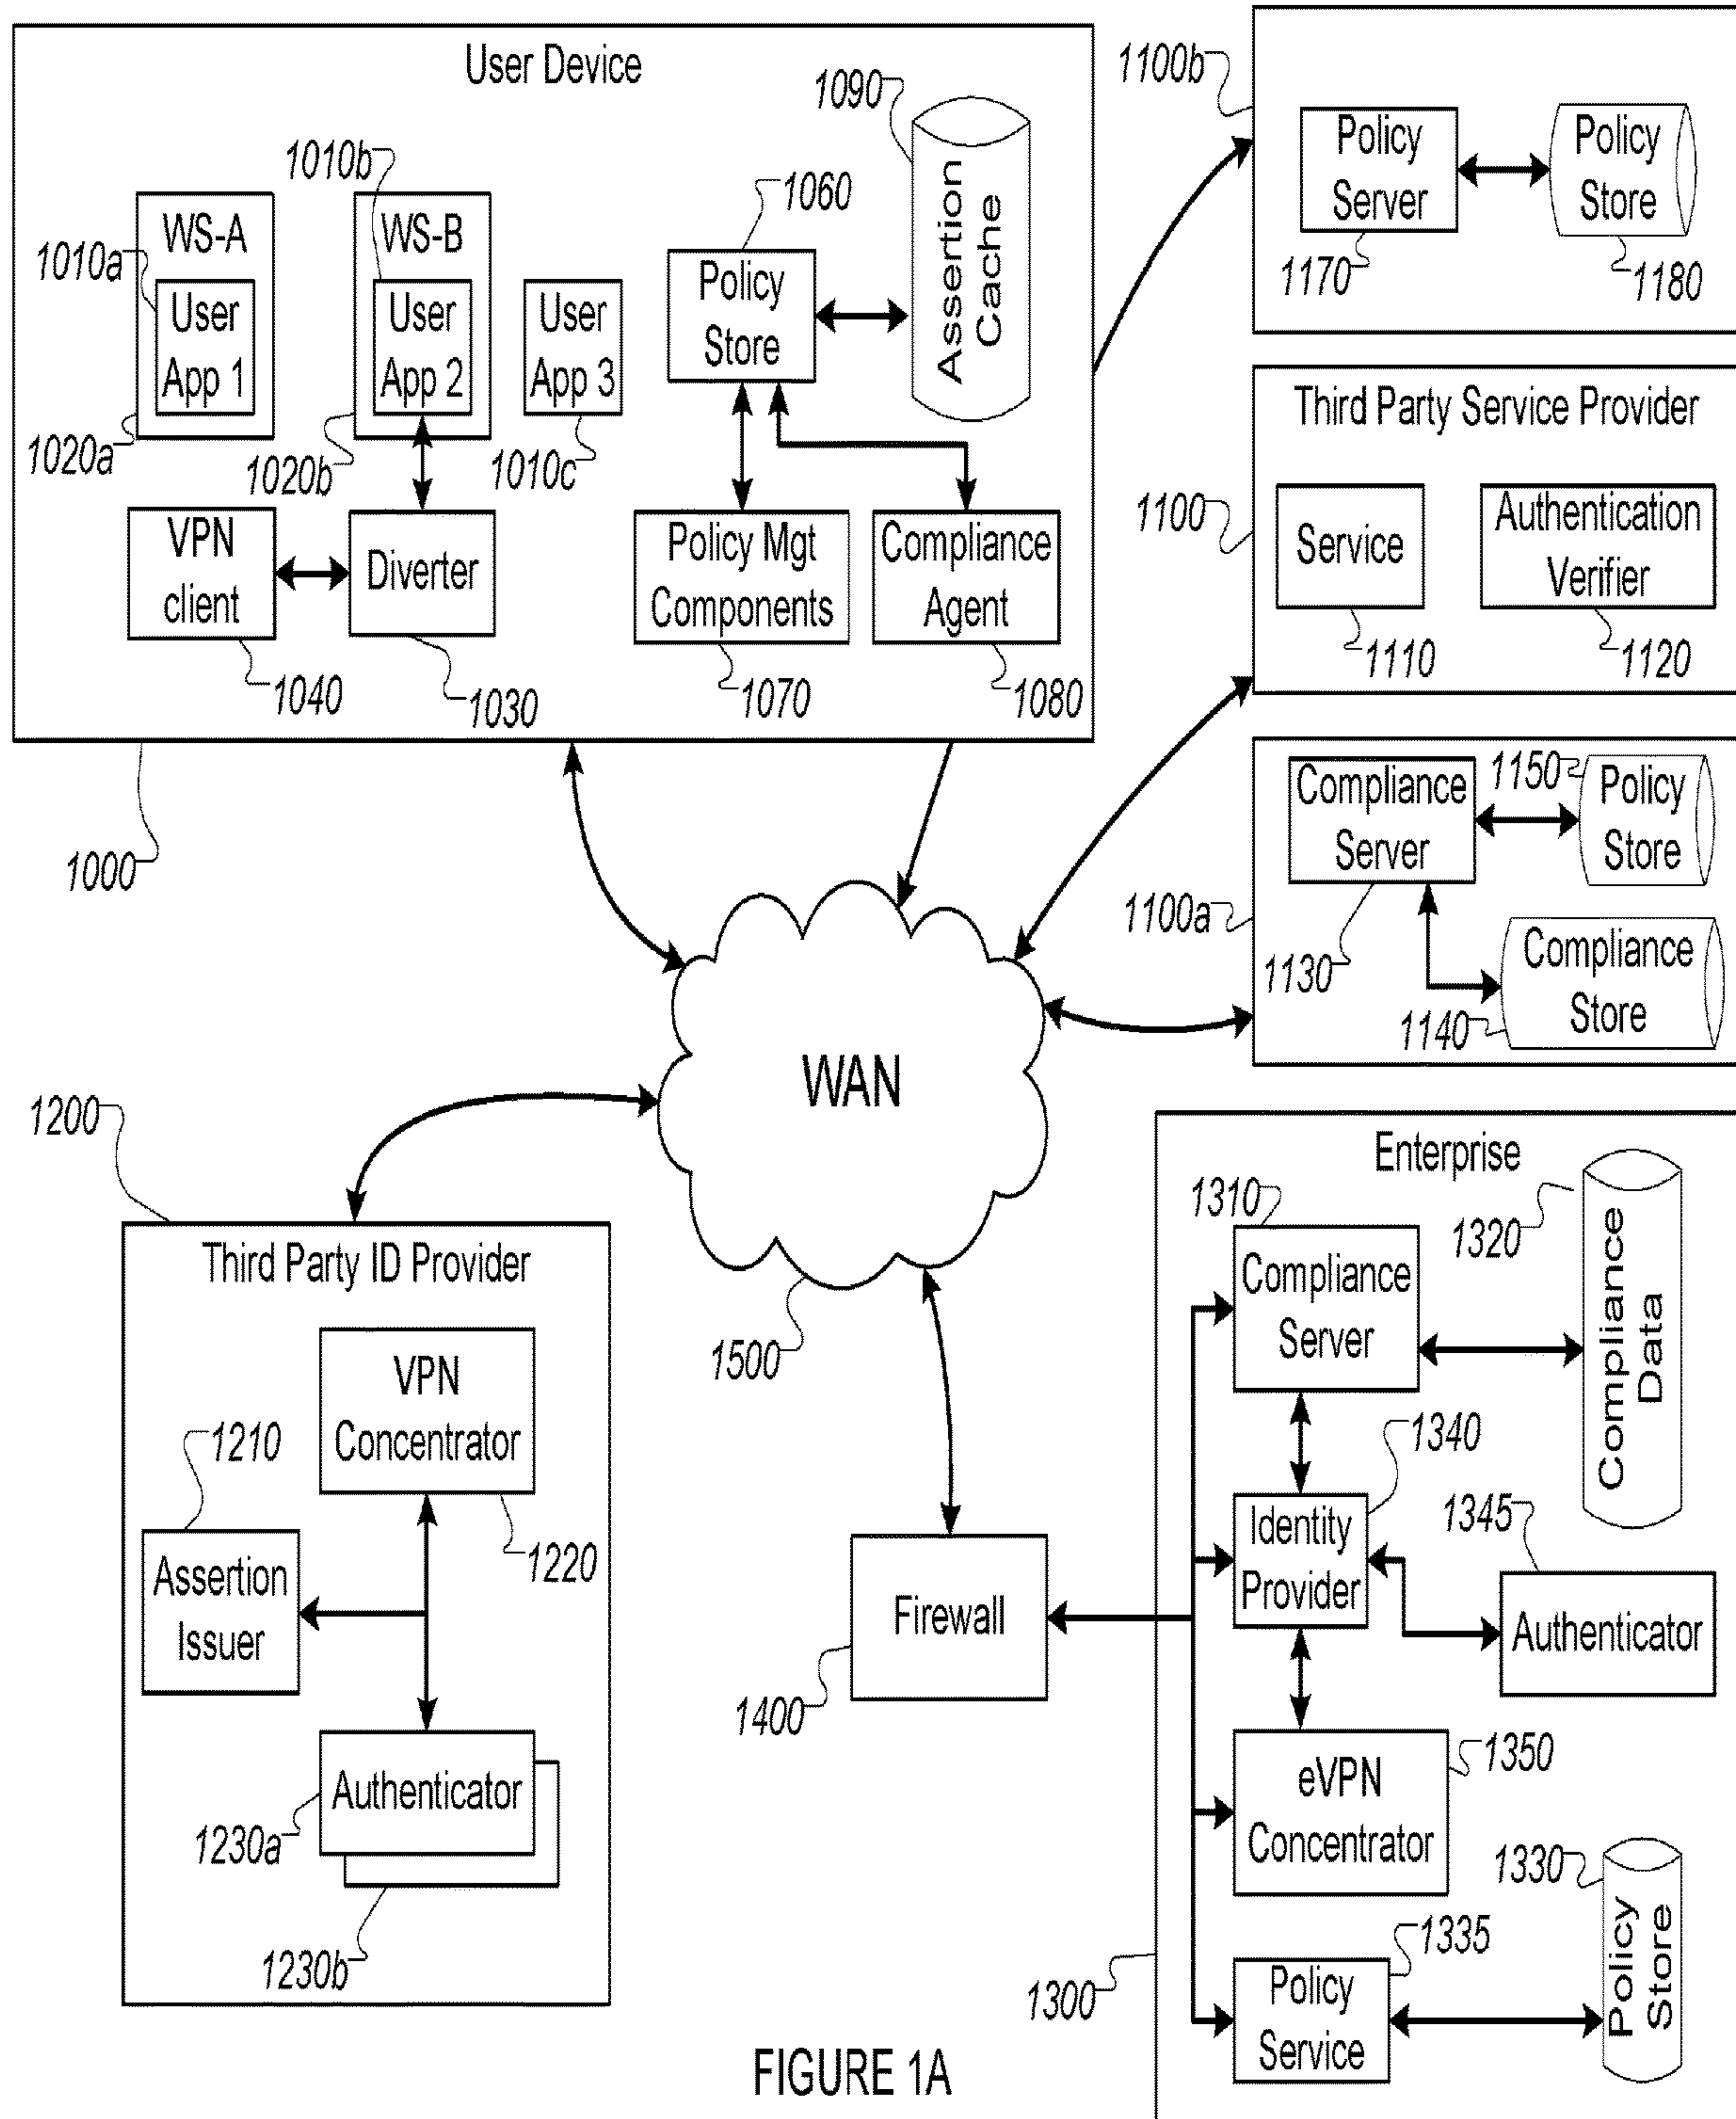 User Device
1090
Assertion
Cache
1010b
1060
WS-A
WS-B
1010a
User
App 1
User
App 2
User
App 3
Policy
Store
1020a
1020b
1010c
VPN
client
Diverter
Policy Mgt
Components
Compliance
Agent
1040
1030
1070
1080
1000
1100b
Policy
Server
Policy
Store
1170
1180
Third Party Service Provider
1100
Service
Authentication
Verifier
1110
1120
Compliance
Server
1150
Policy
Store
1100a
1130
Compliance
Store
1140
WAN
1500
1200
Third Party ID Provider
VPN
Concentrator
1210
1220
Assertion
Issuer
Authenticator
1230a
1230b
Firewall
1400
Enterprise
1310
1320
Compliance
Server
Compliance
Data
1340
Identity
Provider
1345
Authenticator
eVPN
Concentrator
1350
1330
1335
Policy
Service
Policy
Store
1300
FIGURE 1A